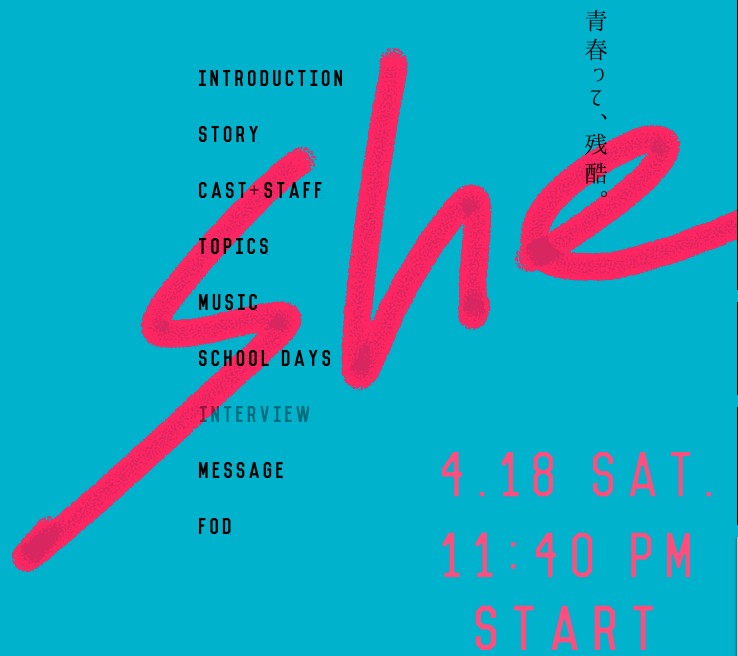 青春って、残酷。
she
INTRODUCTION
STORY
CAST+STAFF
TOPICS
MUSIC
SCHOOL DAYS
INTERVIEW
MESSAGE
FOD
4.18 SAT.
11:40 PM
START